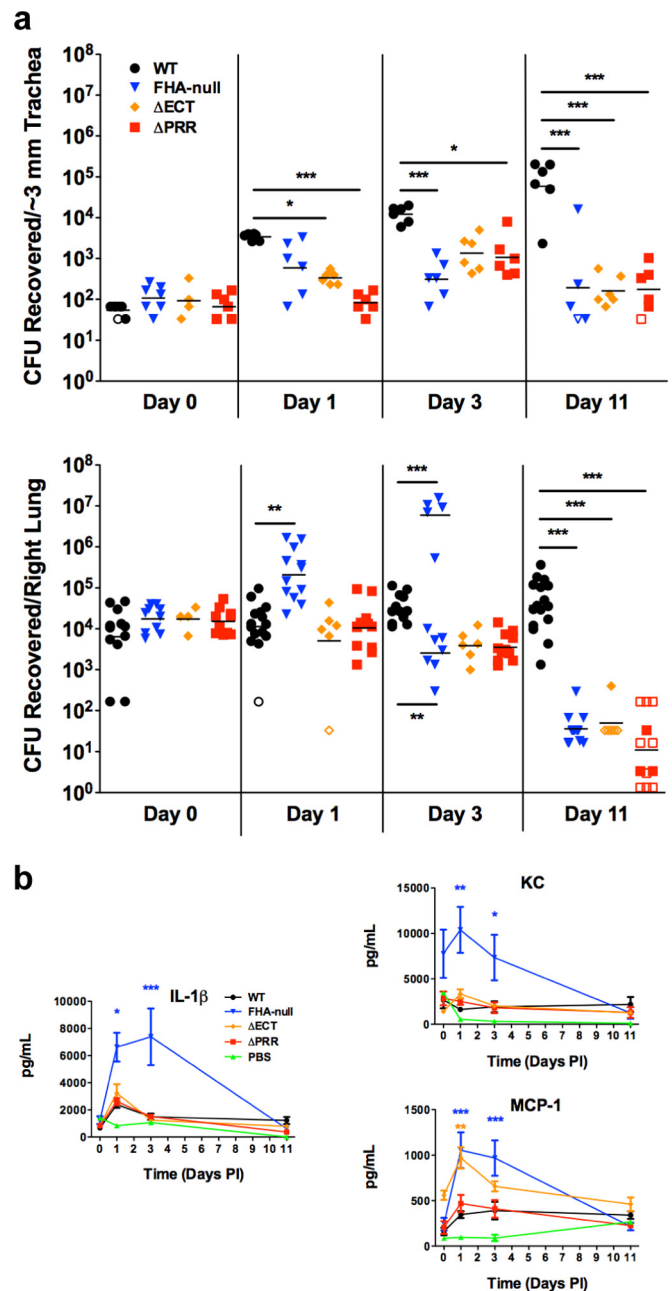 a
CFU Recovered/~3 mm Trachea
10⁸
10⁷
10⁶
10⁵
10⁴
10³
10²
10¹
10⁰
WT
FHA-null
ΔECT
ΔPRR
***
*
*
***
***
***
***
Day 0 Day 1 Day 3 Day 11
CFU Recovered/Right Lung
10⁸
10⁷
10⁶
10⁵
10⁴
10³
10²
10¹
10⁰
**
***
**
***
***
***
Day 0 Day 1 Day 3 Day 11
b
IL-1β
pg/mL
10000
8000
6000
4000
2000
0
* ***
WT
FHA-null
ΔECT
ΔPRR
PBS
0 1 2 3 4 5 6 7 8 9 10 11
Time (Days PI)
KC
pg/mL
15000
10000
5000
0
** *
0 1 2 3 4 5 6 7 8 9 10 11
Time (Days PI)
MCP-1
pg/mL
1500
1000
500
0
*** ***
**
0 1 2 3 4 5 6 7 8 9 10 11
Time (Days PI)